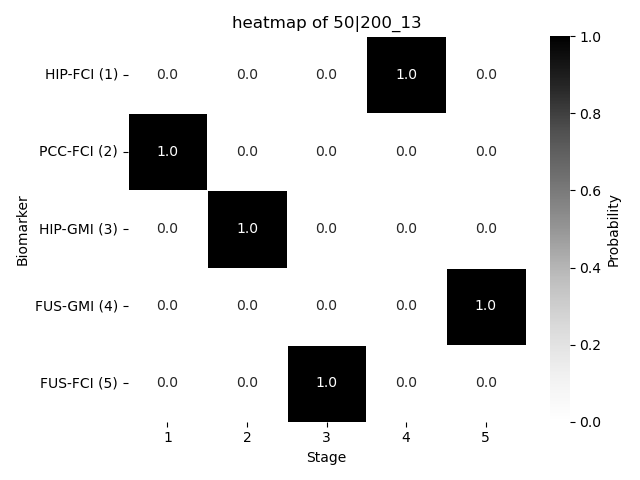 heatmap of 50|200_13
HIP-FCI (1) 0.0 0.0 0.0 1.0 0.0
PCC-FCI (2) 1.0 0.0 0.0 0.0 0.0
HIP-GMI (3) 0.0 1.0 0.0 0.0 0.0
FUS-GMI (4) 0.0 0.0 0.0 0.0 1.0
FUS-FCI (5) 0.0 0.0 1.0 0.0 0.0
1 2 3 4 5
Stage
Biomarker
1.0
0.8
0.6
0.4
0.2
0.0
Probability